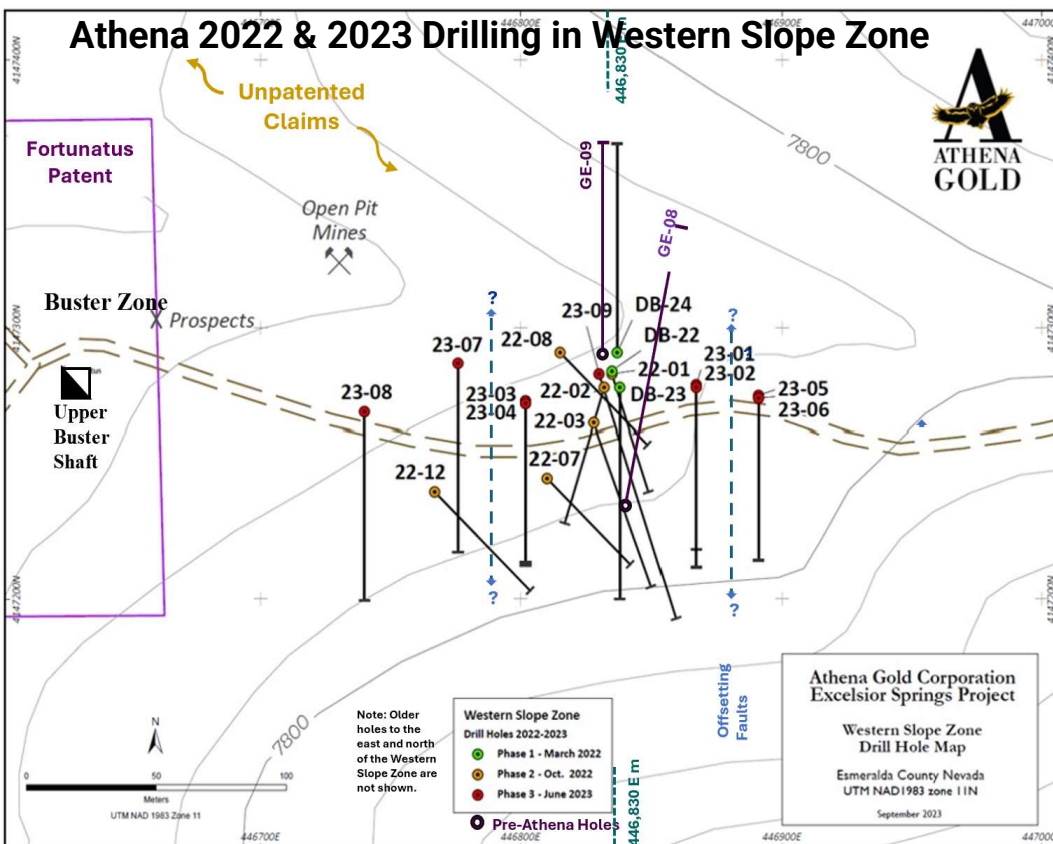 Athena 2022 & 2023 Drilling in Western Slope Zone
446700E
446800E
446900E
4147400N
4147400N
446,830 E m
Unpatented
Claims
Fortunatus
Patent
ATHENA
GOLD
7800
GE-09
GE-08
Open Pit
Mines
Buster Zone
Prospects
4147300N
?
?
23-09
DB-24
DB-22
23-07
22-08
22-01
23-01
23-02
23-08
23-03
23-04
22-02
DB-23
23-05
23-06
22-03
Upper
Buster
Shaft
22-12
22-07
4147200N
4147200N
?
?
Offsetting
Faults
7800
N
0 50 100
Meters
UTM NAD 1983 Zone 11
Note: Older
holes to the
east and north
of the Western
Slope Zone are
not shown.
Western Slope Zone
Drill Holes 2022-2023
Phase 1 - March 2022
Phase 2 - Oct. 2022
Phase 3 - June 2023
Pre-Athena Holes
446,830 E m
Athena Gold Corporation
Excelsior Springs Project
Western Slope Zone
Drill Hole Map
Esmeralda County Nevada
UTM NAD1983 zone 11N
September 2023
446700E
446900E